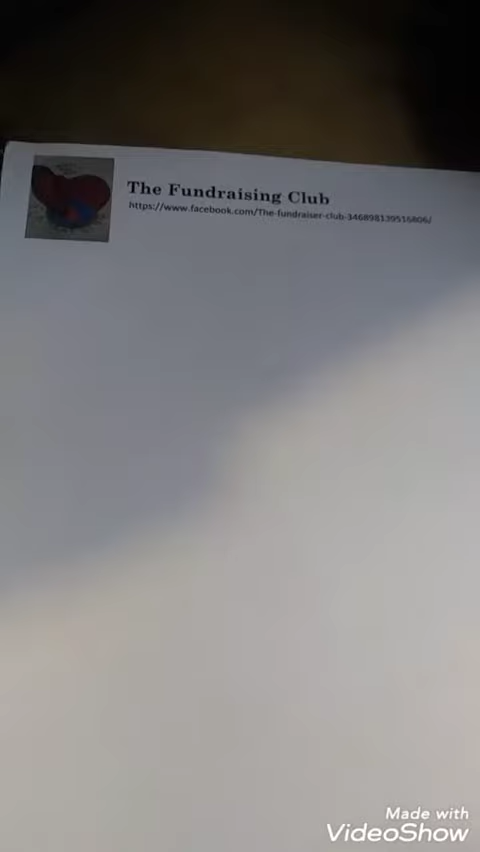 The Fundraising Club
https://www.facebook.com/The-fundraiser-club-346898139516806/
Made with
VideoShow